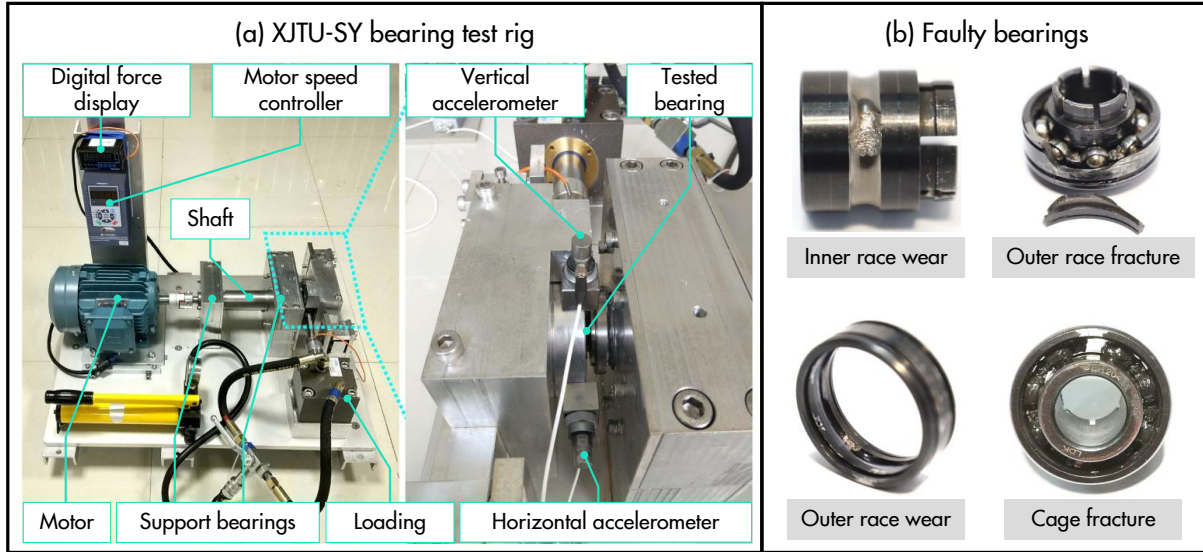 (a) XJTU-SY bearing test rig
Digital force
display
Motor speed
controller
Vertical
accelerometer
Tested
bearing
Shaft
Motor
Support bearings
Loading
Horizontal accelerometer
(b) Faulty bearings
Inner race wear
Outer race fracture
Outer race wear
Cage fracture
LDK